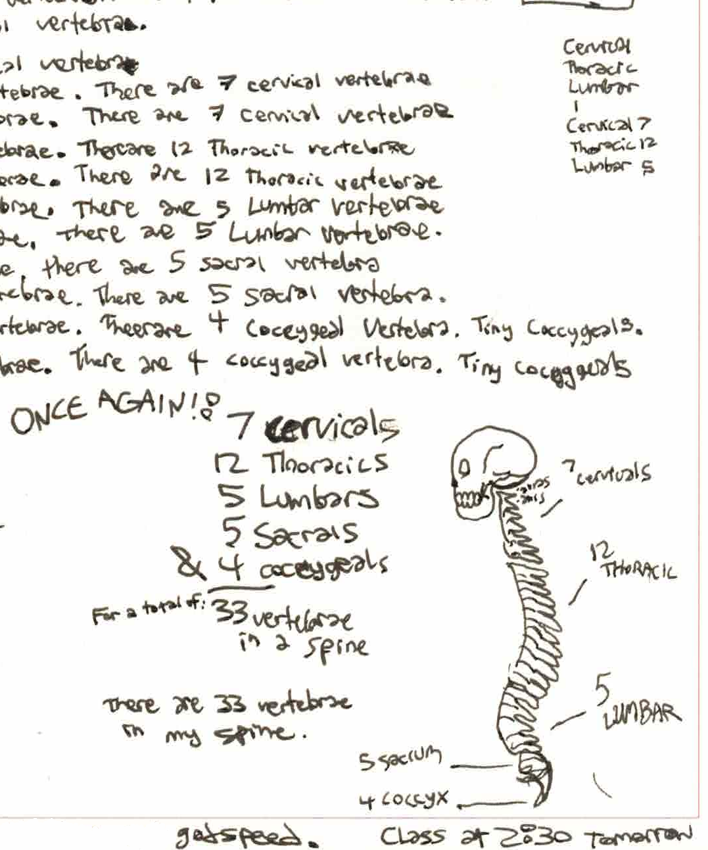 vertebrae.
al vertebrae
tebrae. There are 7 cervical vertebrae
brae. There are 7 Cervical vertebrae
ebrae. Therecare 12 Thoracic vertebrae
erae. There are 12 Thoracic vertebrae
brae. There are 5 Lumbar vertebrae
ae, there are 5 Lumbar vertebrae.
e, there are 5 sacral vertebra
rebrae. There are 5 sacral vertebra.
rtebrae. Theerare 4 coccygeal Vertebra. Tiny Coccygeals.
brae. There are 4 coccygeal vertebra. Tiny coccygeals
Cervical
Thoracic
Lumbar
1
Cervical 7
Thoracic 12
Lumbar 5
ONCE AGAIN!?
7 cervicals
12 Thoracics
5 Lumbars
5 Sacrals
& 4 coccygeals
For a total of: 33 vertebrae
in a spine
There are 33 vertebrae
in my spine.
7 cervicals
12
THORACIC
5
LUMBAR
5 sacrum
4 coccyx
godspeed. Class at 2:30 tomorrow